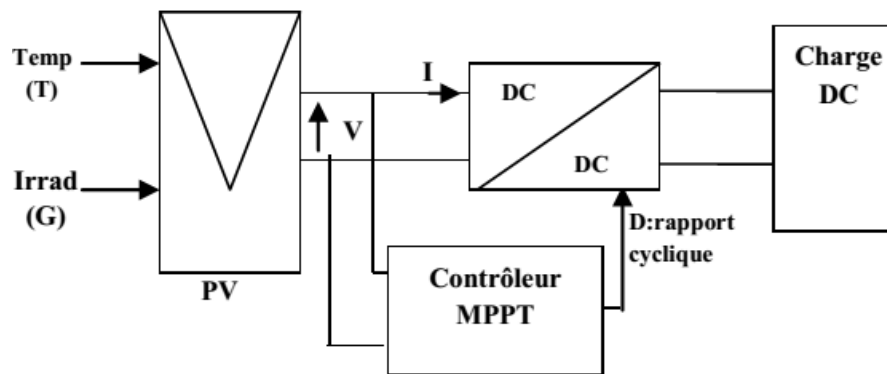 Temp
(T)
Irrad
(G)
PV
I
V
DC
DC
Charge
DC
D:rapport
cyclique
Contrôleur
MPPT